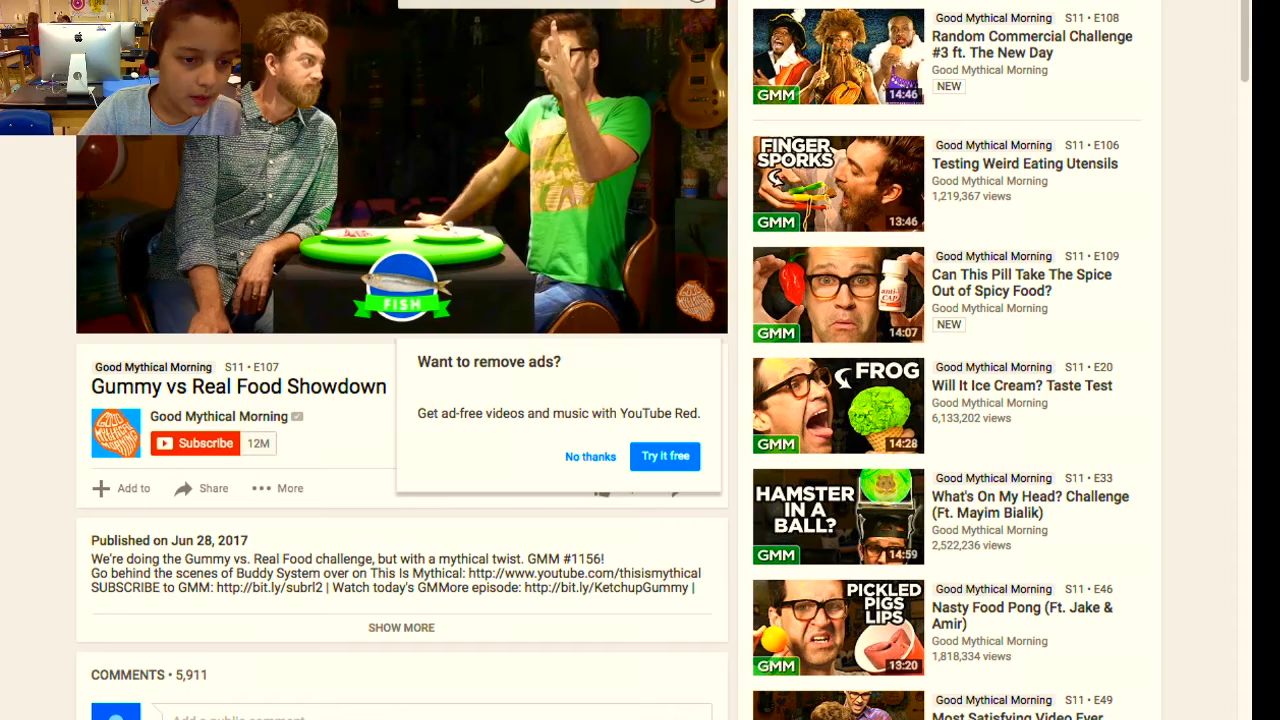 FISH
Good Mythical Morning S11 • E107
Gummy vs Real Food Showdown
Good Mythical Morning
Subscribe 12M
Add to Share More
Want to remove ads?
Get ad-free videos and music with YouTube Red.
No thanks Try it free
Published on Jun 28, 2017
We're doing the Gummy vs. Real Food challenge, but with a mythical twist. GMM #1156!
Go behind the scenes of Buddy System over on This Is Mythical: http://www.youtube.com/thisismythical
SUBSCRIBE to GMM: http://bit.ly/subrl2 | Watch today's GMMore episode: http://bit.ly/KetchupGummy |
SHOW MORE
COMMENTS • 5,911
Add a public comment
GMM
14:46
Good Mythical Morning S11 • E108
Random Commercial Challenge
#3 ft. The New Day
Good Mythical Morning
NEW
FINGER
SPORKS
GMM
13:46
Good Mythical Morning S11 • E106
Testing Weird Eating Utensils
Good Mythical Morning
1,219,367 views
anti-
CAP
GMM
14:07
Good Mythical Morning S11 • E109
Can This Pill Take The Spice
Out of Spicy Food?
Good Mythical Morning
NEW
FROG
GMM
14:28
Good Mythical Morning S11 • E20
Will It Ice Cream? Taste Test
Good Mythical Morning
6,133,202 views
HAMSTER
IN A
BALL?
GMM
14:59
Good Mythical Morning S11 • E33
What's On My Head? Challenge
(Ft. Mayim Bialik)
Good Mythical Morning
2,522,236 views
PICKLED
PIGS
LIPS
GMM
13:20
Good Mythical Morning S11 • E46
Nasty Food Pong (Ft. Jake &
Amir)
Good Mythical Morning
1,818,334 views
Good Mythical Morning S11 • E49
Most Satisfying Video Ever